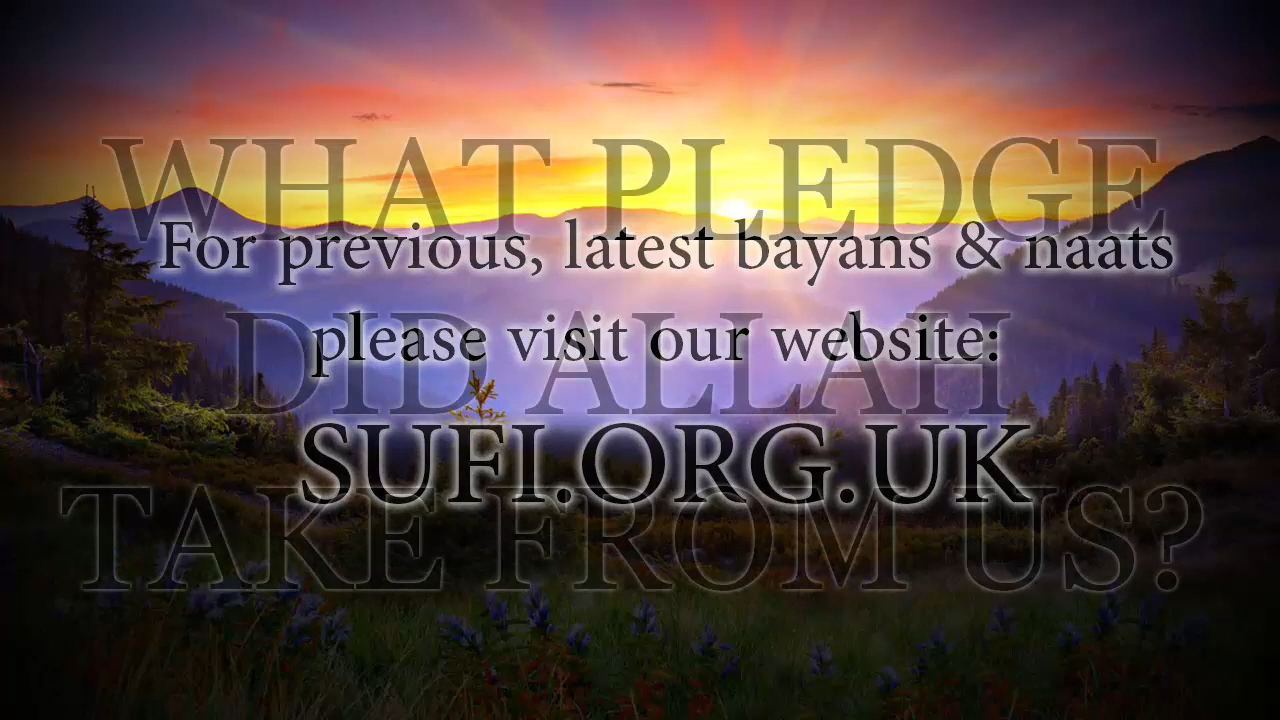 WHAT PLEDGE
DID ALLAH
TAKE FROM US?
For previous, latest bayans & naats
please visit our website:
SUFI.ORG.UK